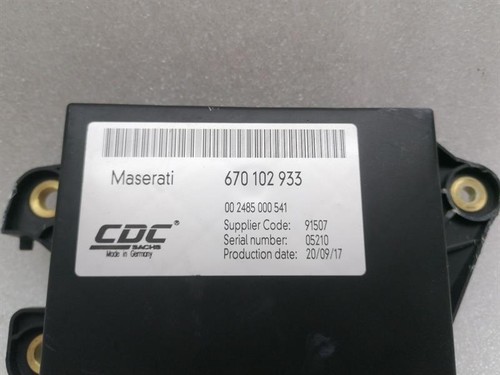 Maserati 670 102 933
00 2485 000 541
Supplier Code: 91507
Serial number: 05210
Production date: 20/09/17
CDC®
SACHS
Made in Germany